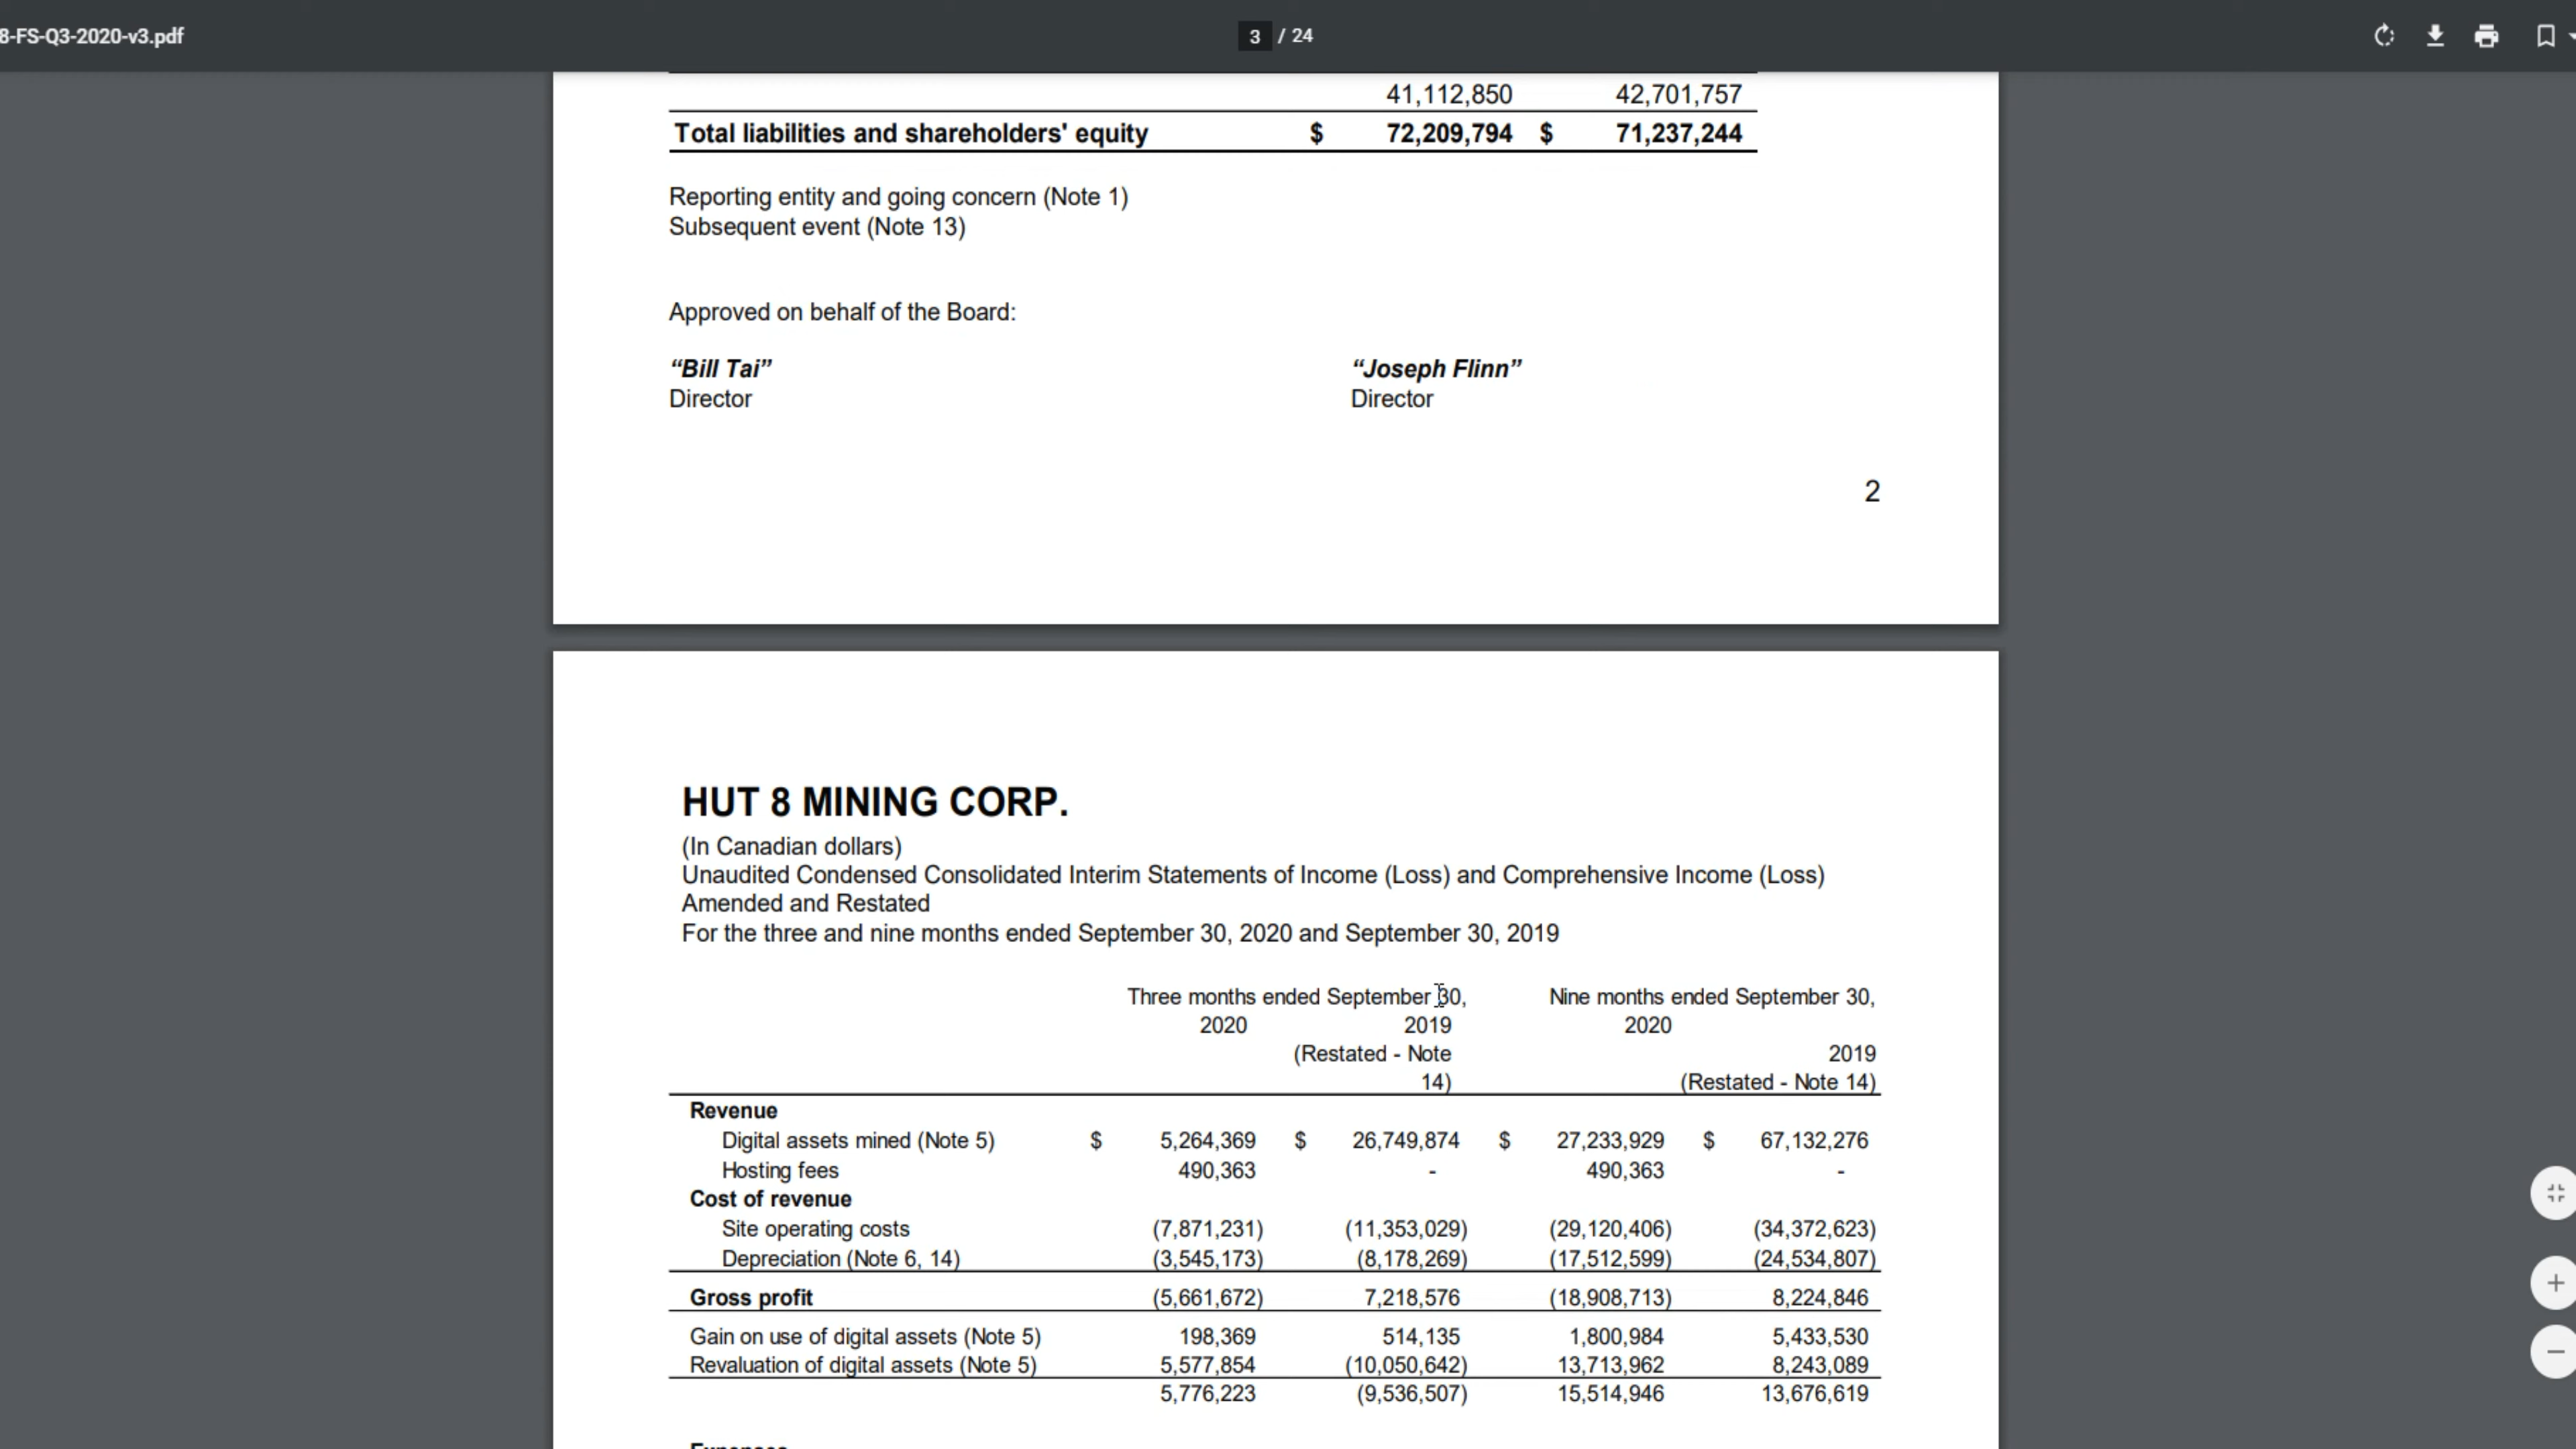 8-FS-Q3-2020-v3.pdf
3 / 24
41,112,850 42,701,757
Total liabilities and shareholders' equity $ 72,209,794 $ 71,237,244
Reporting entity and going concern (Note 1)
Subsequent event (Note 13)
Approved on behalf of the Board:
“Bill Tai” “Joseph Flinn”
Director Director
2
HUT 8 MINING CORP.
(In Canadian dollars)
Unaudited Condensed Consolidated Interim Statements of Income (Loss) and Comprehensive Income (Loss)
Amended and Restated
For the three and nine months ended September 30, 2020 and September 30, 2019
Three months ended September 30, Nine months ended September 30,
2020 2019 2020
(Restated - Note 2019
14) (Restated - Note 14)
Revenue
Digital assets mined (Note 5) $ 5,264,369 $ 26,749,874 $ 27,233,929 $ 67,132,276
Hosting fees 490,363 - 490,363 -
Cost of revenue
Site operating costs (7,871,231) (11,353,029) (29,120,406) (34,372,623)
Depreciation (Note 6, 14) (3,545,173) (8,178,269) (17,512,599) (24,534,807)
Gross profit (5,661,672) 7,218,576 (18,908,713) 8,224,846
Gain on use of digital assets (Note 5) 198,369 514,135 1,800,984 5,433,530
Revaluation of digital assets (Note 5) 5,577,854 (10,050,642) 13,713,962 8,243,089
5,776,223 (9,536,507) 15,514,946 13,676,619